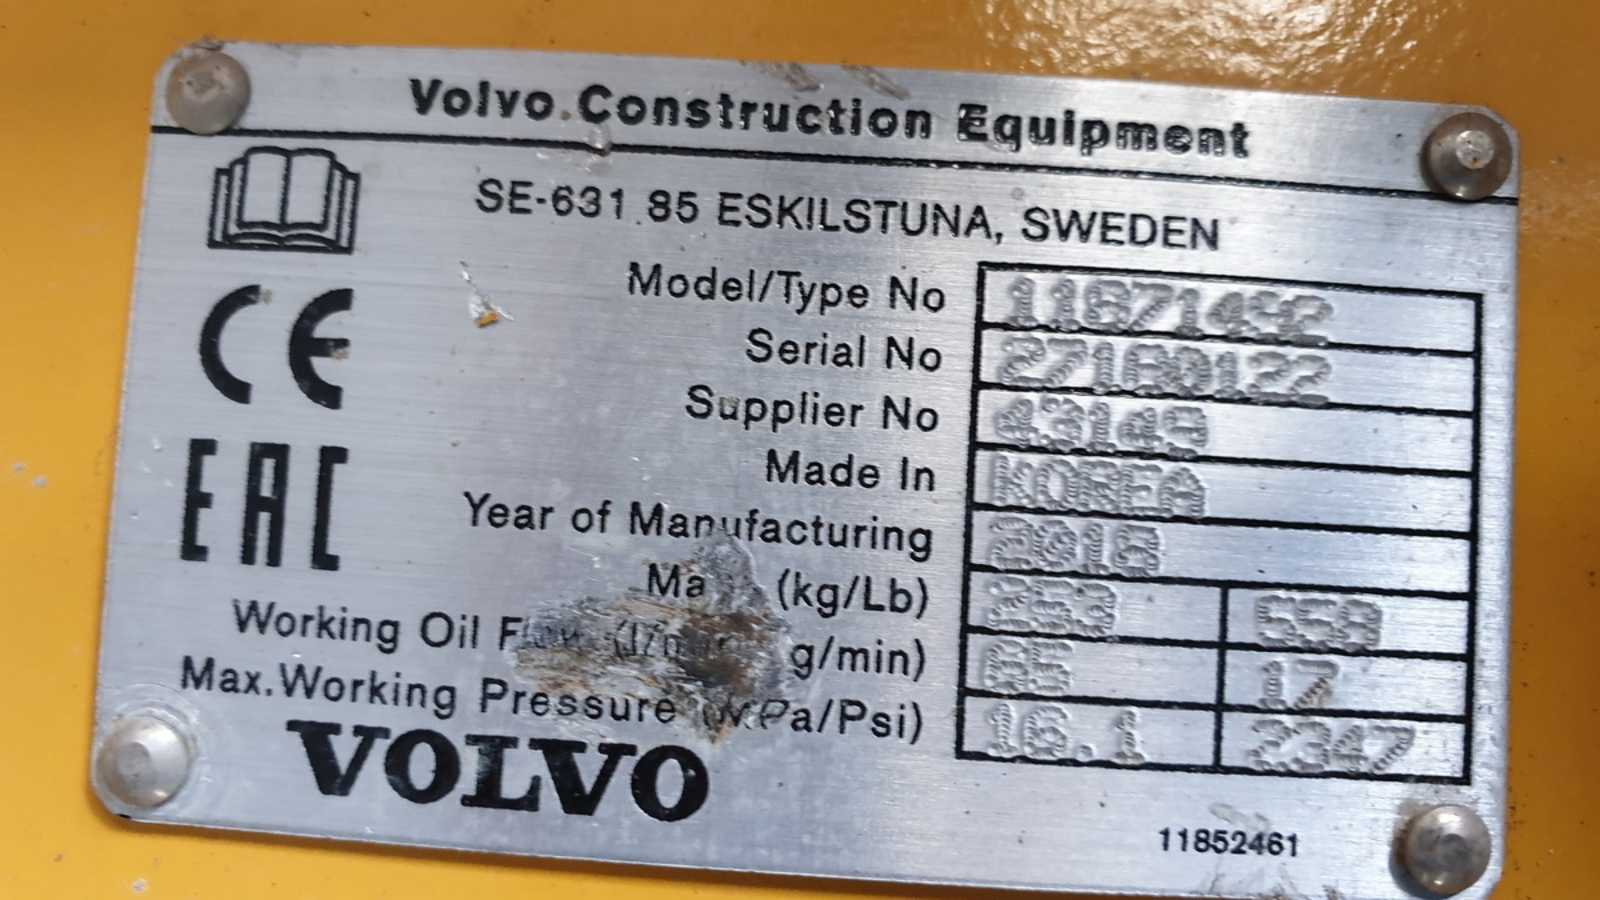 Volvo Construction Equipment
SE-631 85 ESKILSTUNA, SWEDEN
CE
EAC
Model/Type No 11871492
Serial No 27180122
Supplier No 43149
Made In KOREA
Year of Manufacturing 2018
(kg/Lb) 253 558
Working Oil g/min) 65 17
Max.Working Pressure Pa/Psi) 16.1 2347
VOLVO
11852461